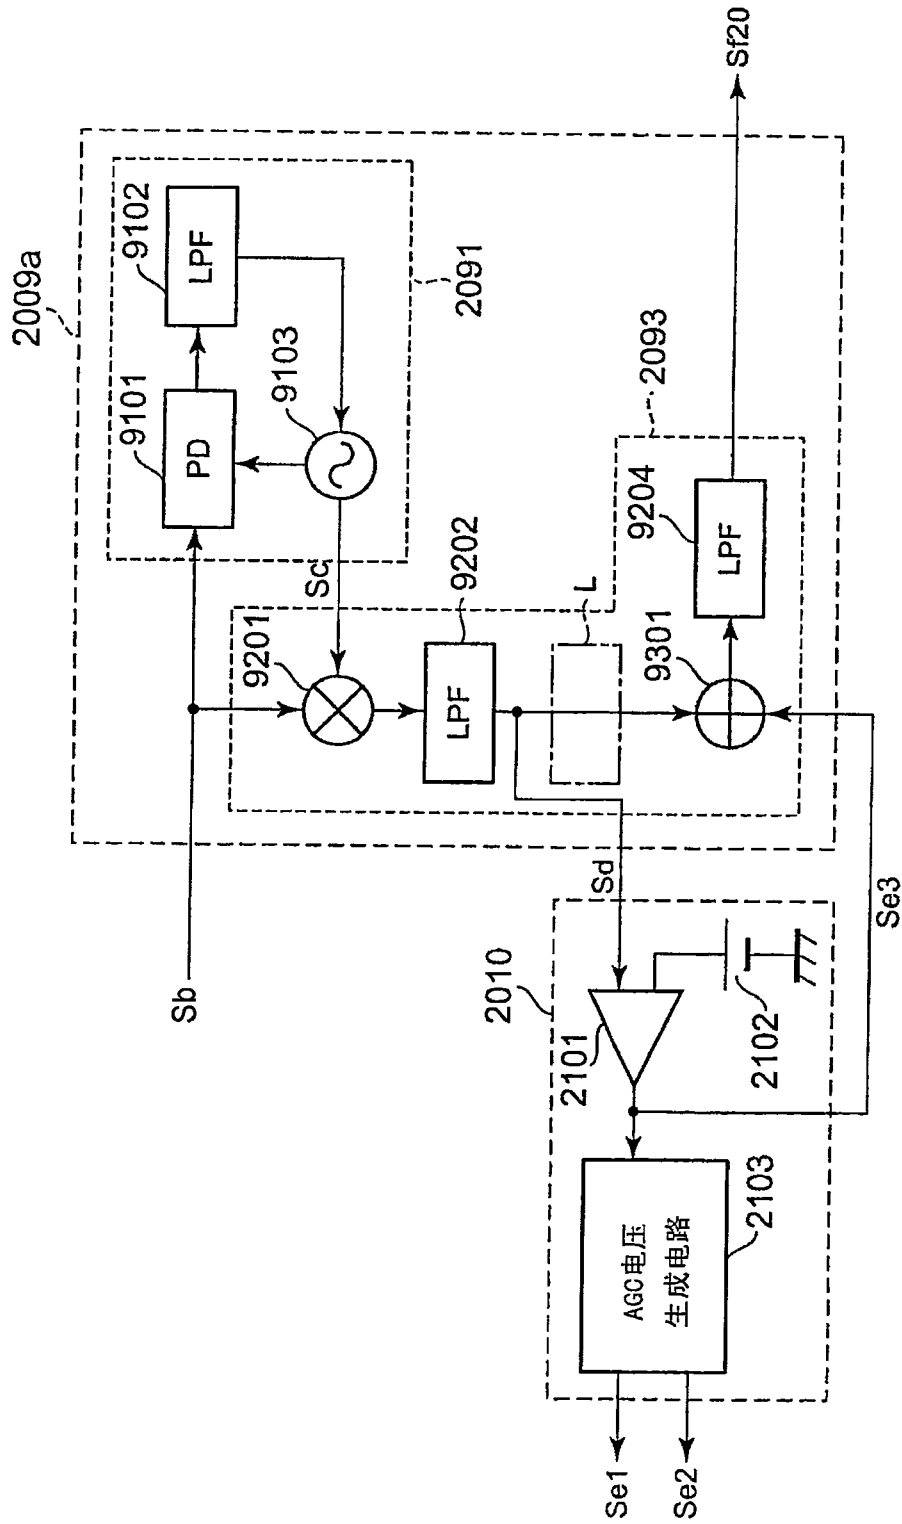 2009a
9101
9102
PD
LPF
9103
2091
Sb
Sc
9201
9202
LPF
L
2093
9301
9204
LPF
Sf20
Sd
2010
2101
2102
AGC电压
生成电路
2103
Se1
Se2
Se3